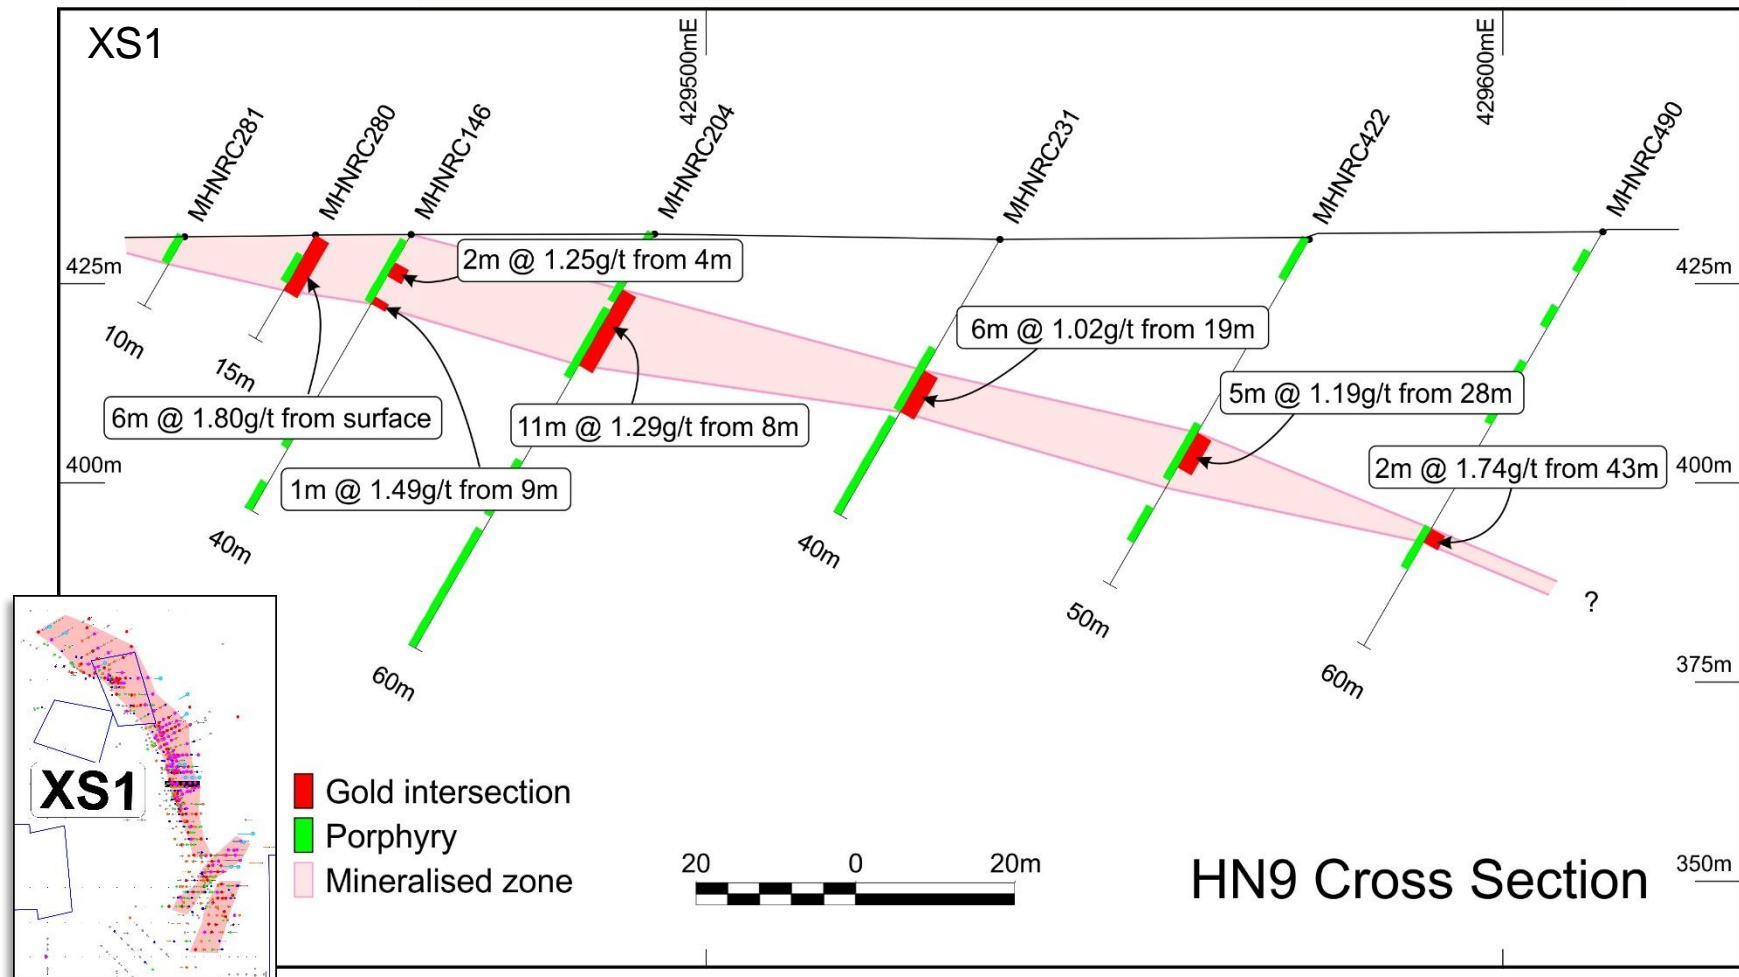 XS1
429500mE
429600mE
MHNRC281
MHNRC280
MHNRC146
MHNRC204
MHNRC231
MHNRC422
MHNRC490
2m @ 1.25g/t from 4m
425m
425m
6m @ 1.02g/t from 19m
10m
15m
5m @ 1.19g/t from 28m
6m @ 1.80g/t from surface
11m @ 1.29g/t from 8m
400m
2m @ 1.74g/t from 43m
400m
1m @ 1.49g/t from 9m
40m
40m
50m
?
60m
60m
375m
XS1
Gold intersection
Porphyry
Mineralised zone
20 0 20m
HN9 Cross Section
350m